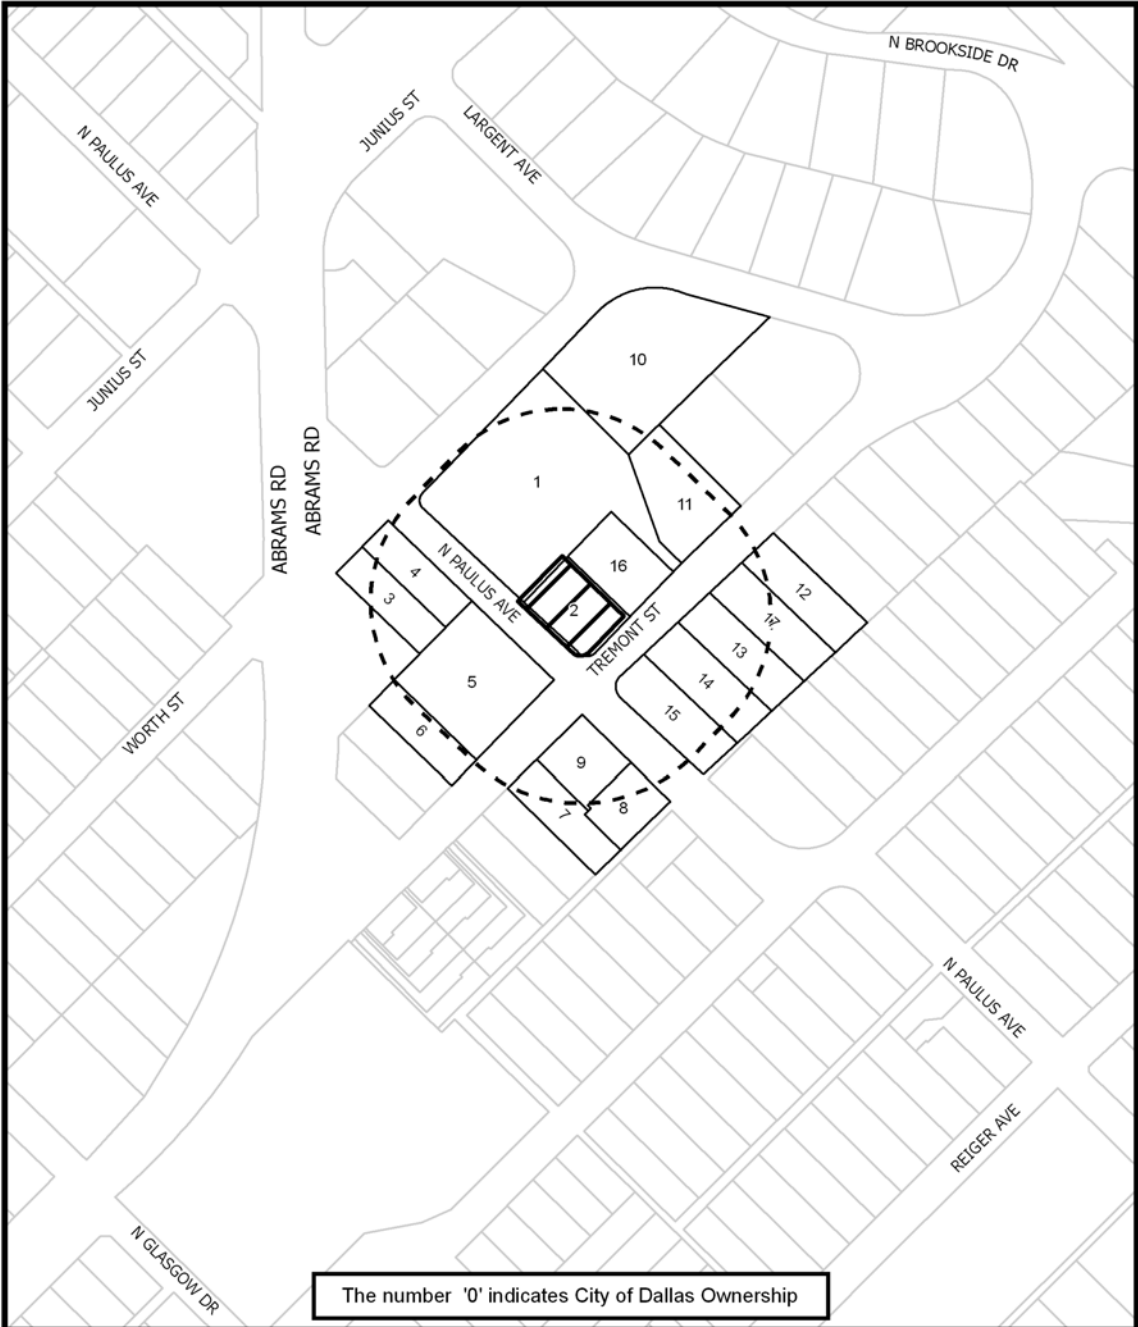 N BROOKSIDE DR
JUNIUS ST
LARGENT AVE
N PAULUS AVE
JUNIUS ST
ABRAMS RD
ABRAMS RD
10
1
11
N PAULUS AVE
16
4
3
2
TREMONT ST
12
17
13
14
15
5
6
WORTH ST
9
8
7
N PAULUS AVE
REIGER AVE
N GLASGOW DR
The number '0' indicates City of Dallas Ownership